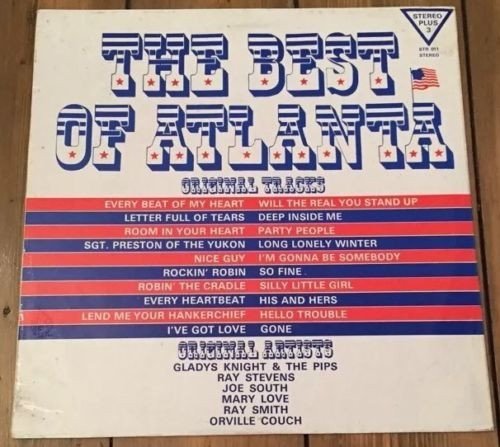 STEREO
PLUS
3
BFR 011
STEREO
THE BEST
OF ATLANTA
ORIGINAL TRACKS
EVERY BEAT OF MY HEART WILL THE REAL YOU STAND UP
LETTER FULL OF TEARS DEEP INSIDE ME
ROOM IN YOUR HEART PARTY PEOPLE
SGT. PRESTON OF THE YUKON LONG LONELY WINTER
NICE GUY I'M GONNA BE SOMEBODY
ROCKIN' ROBIN SO FINE
ROBIN' THE CRADLE SILLY LITTLE GIRL
EVERY HEARTBEAT HIS AND HERS
LEND ME YOUR HANKERCHIEF HELLO TROUBLE
I'VE GOT LOVE GONE
ORIGINAL ARTISTS
GLADYS KNIGHT & THE PIPS
RAY STEVENS
JOE SOUTH
MARY LOVE
RAY SMITH
ORVILLE COUCH